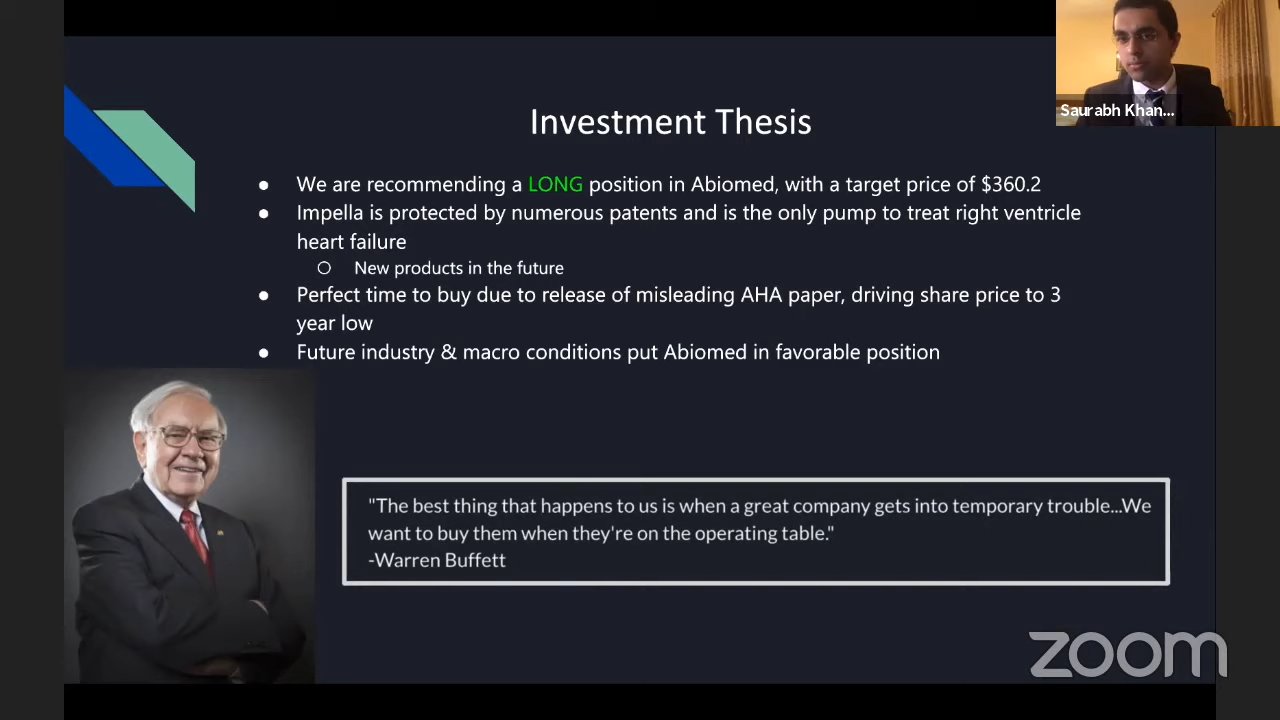 Saurabh Khan...
Investment Thesis
● We are recommending a LONG position in Abiomed, with a target price of $360.2
● Impella is protected by numerous patents and is the only pump to treat right ventricle
heart failure
○ New products in the future
● Perfect time to buy due to release of misleading AHA paper, driving share price to 3
year low
● Future industry & macro conditions put Abiomed in favorable position
"The best thing that happens to us is when a great company gets into temporary trouble...We
want to buy them when they're on the operating table."
-Warren Buffett
zoom